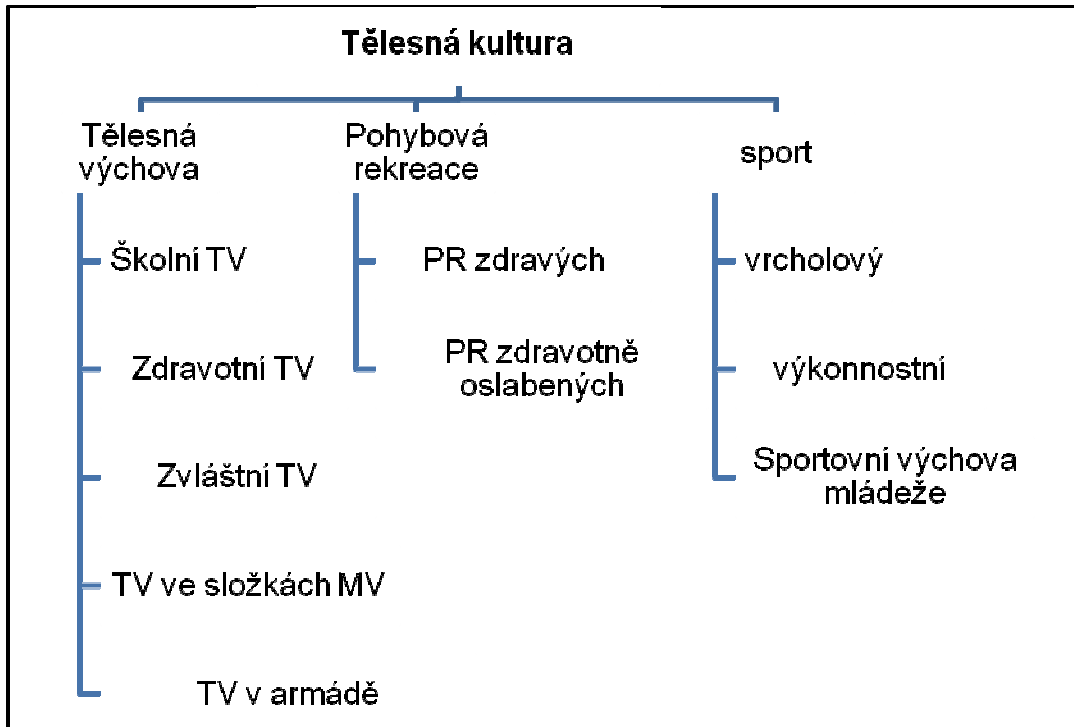 Tělesná kultura
Tělesná
výchova
Školní TV
Zdravotní TV
Zvláštní TV
TV ve složkách MV
TV v armádě
Pohybová
rekreace
PR zdravých
PR zdravotně
oslabených
sport
vrcholový
výkonnostní
Sportovní výchova
mládeže